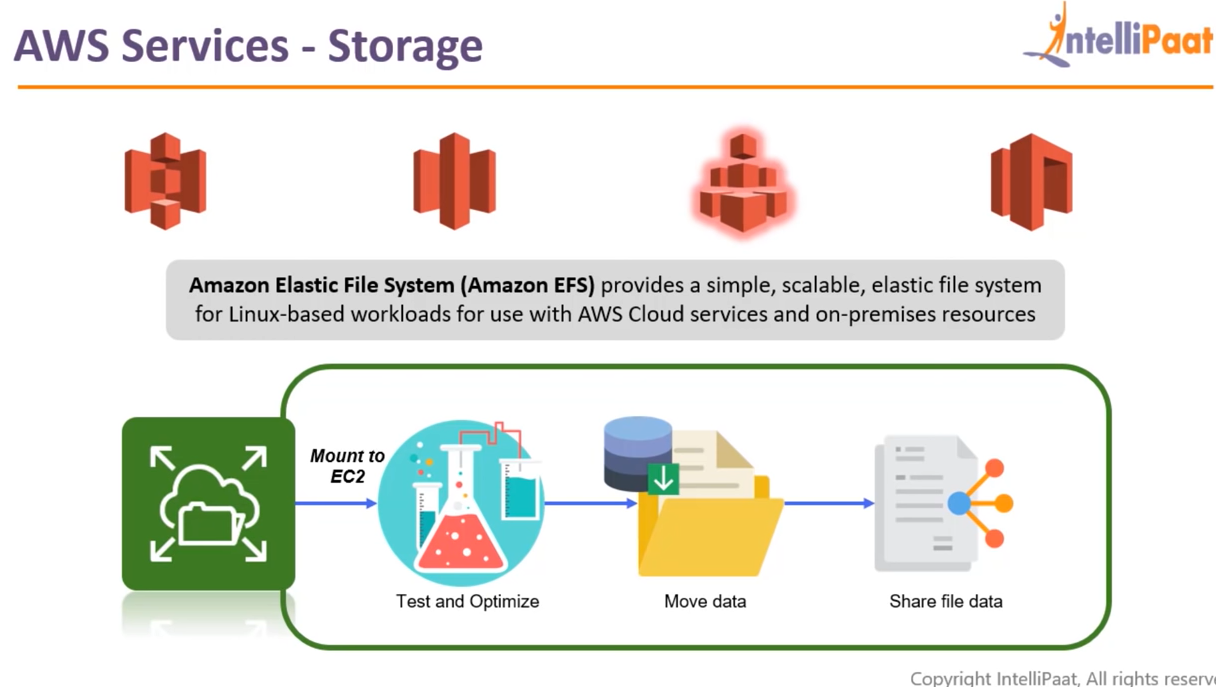 AWS Services - Storage
IntelliPaat
Amazon Elastic File System (Amazon EFS) provides a simple, scalable, elastic file system
for Linux-based workloads for use with AWS Cloud services and on-premises resources
Mount to
EC2
Test and Optimize
Move data
Share file data
Copyright IntelliPaat, All rights reserve